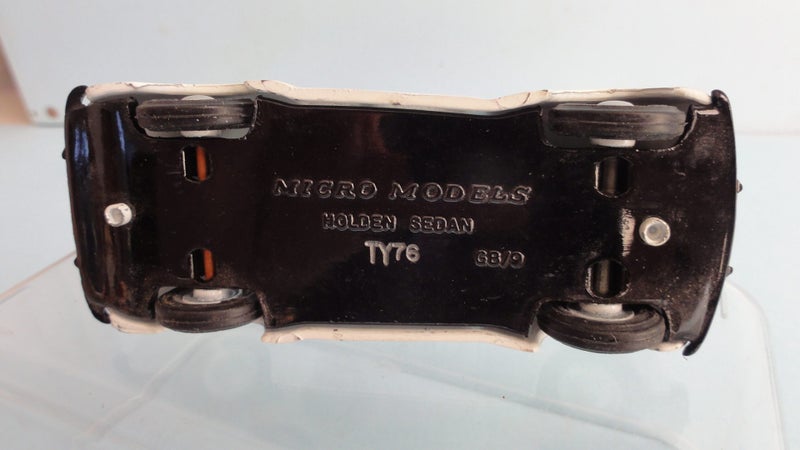 MICRO MODELS
HOLDEN SEDAN
TY76 GB/9